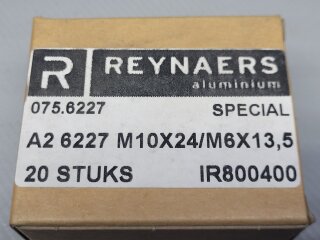 R REYNAERS
aluminium
075.6227 SPECIAL
A2 6227 M10X24/M6X13,5
20 STUKS IR800400